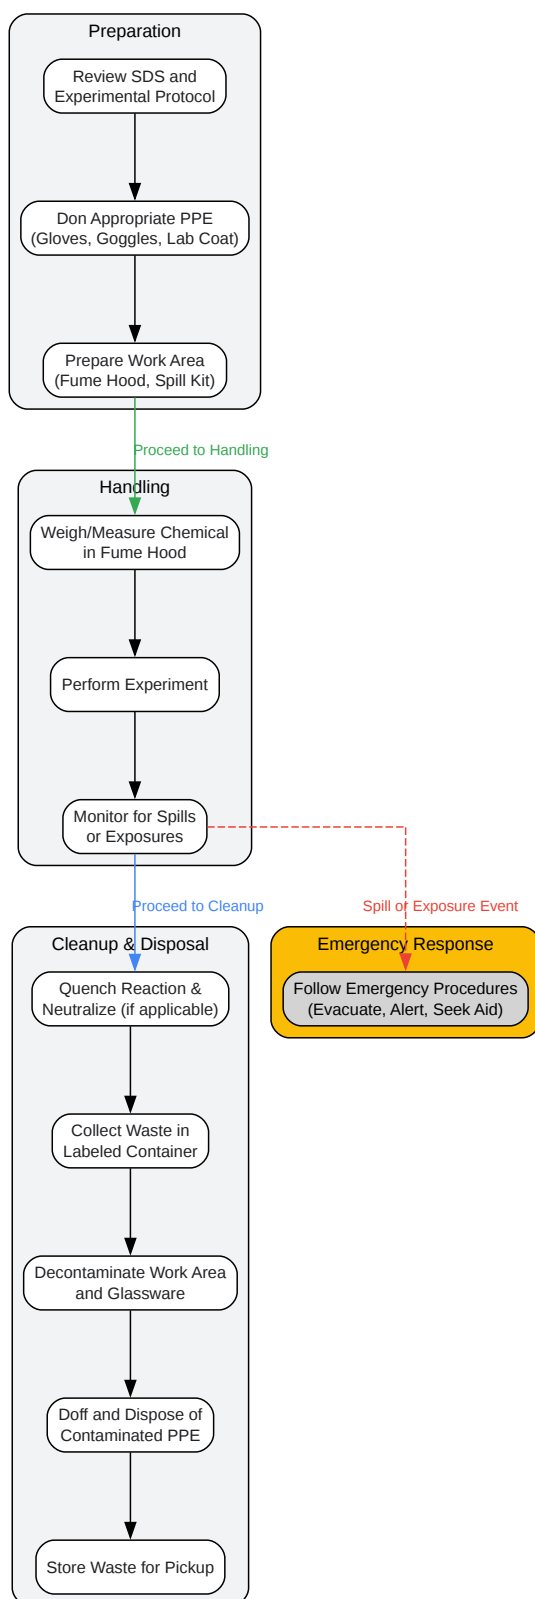 Preparation
Review SDS and
Experimental Protocol
Don Appropriate PPE
(Gloves, Goggles, Lab Coat)
Prepare Work Area
(Fume Hood, Spill Kit)
Proceed to Handling
Handling
Weigh/Measure Chemical
in Fume Hood
Perform Experiment
Monitor for Spills
or Exposures
Proceed to Cleanup
Spill or Exposure Event
Cleanup & Disposal
Quench Reaction &
Neutralize (if applicable)
Collect Waste in
Labeled Container
Decontaminate Work Area
and Glassware
Doff and Dispose of
Contaminated PPE
Store Waste for Pickup
Emergency Response
Follow Emergency Procedures
(Evacuate, Alert, Seek Aid)